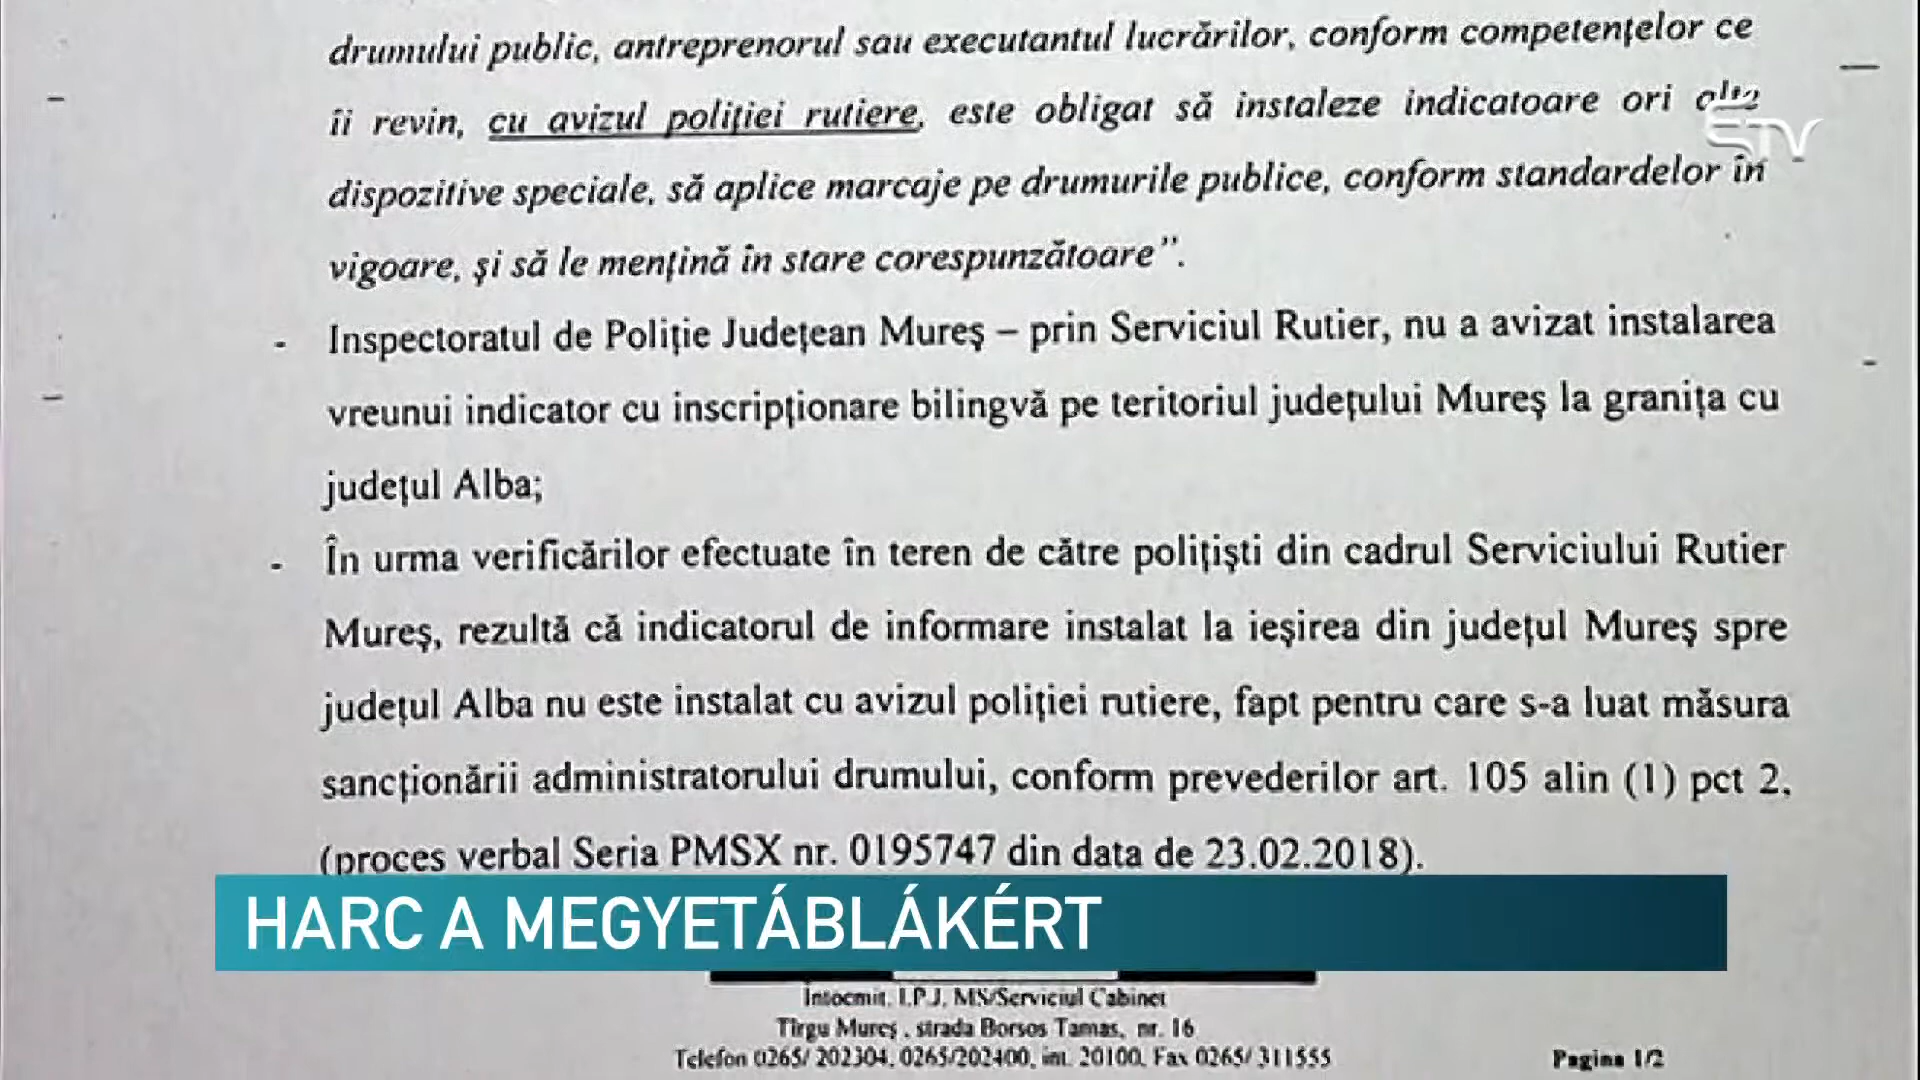 drumului public, antreprenorul sau executantul lucrărilor, conform competențelor ce
îi revin, cu avizul poliției rutiere, este obligat să instaleze indicatoare ori alte
STV
dispozitive speciale, să aplice marcaje pe drumurile publice, conform standardelor în
vigoare, și să le mențină în stare corespunzătoare”.
- Inspectoratul de Poliție Județean Mureș – prin Serviciul Rutier, nu a avizat instalarea
vreunui indicator cu inscripționare bilingvă pe teritoriul județului Mureș la granița cu
județul Alba;
- În urma verificărilor efectuate în teren de către polițiști din cadrul Serviciului Rutier
Mureș, rezultă că indicatorul de informare instalat la ieșirea din județul Mureș spre
județul Alba nu este instalat cu avizul poliției rutiere, fapt pentru care s-a luat măsura
sancționării administratorului drumului, conform prevederilor art. 105 alin (1) pct 2,
(proces verbal Seria PMSX nr. 0195747 din data de 23.02.2018).
HARC A MEGYETÁBLÁKÉRT
Întocmit, I.P.J. MS/Serviciul Cabinet
Tîrgu Mureș, strada Borsos Tamas, nr. 16
Telefon 0265/ 202304, 0265/202400, int. 20100, Fax 0265/ 311555
Pagina 1/2